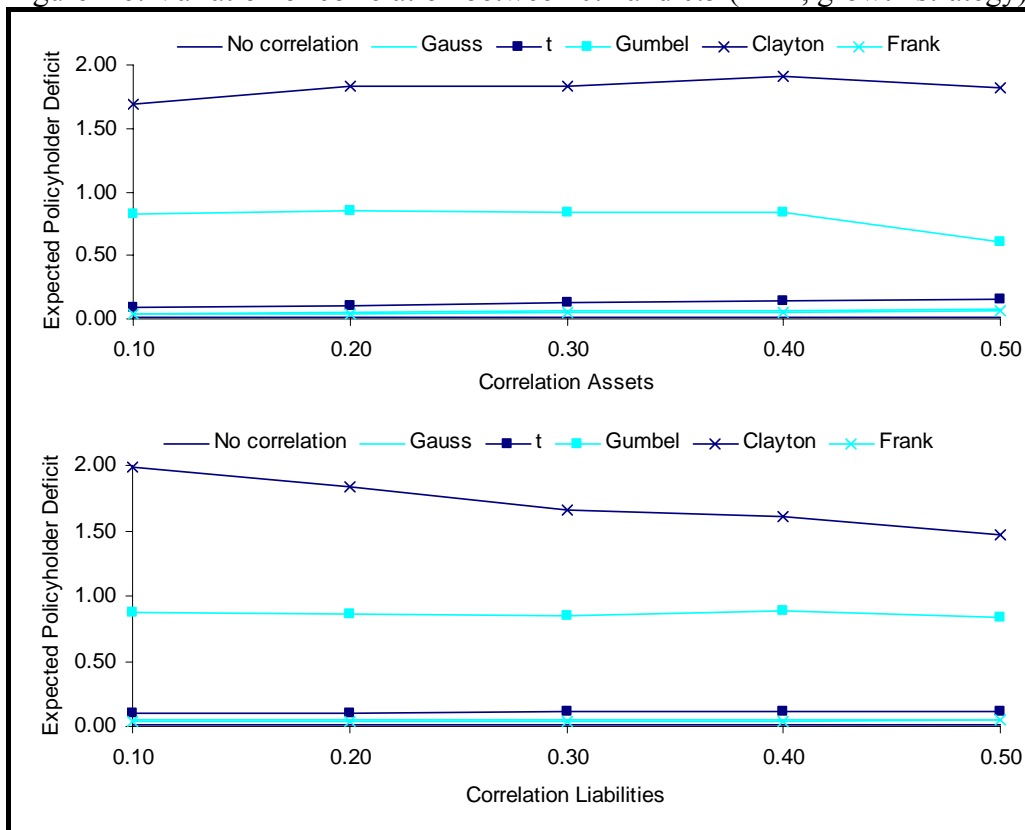 No correlation Gauss t Gumbel Clayton Frank
2.00
1.50
1.00
0.50
0.00
Expected Policyholder Deficit
0.10 0.20 0.30 0.40 0.50
Correlation Assets
No correlation Gauss t Gumbel Clayton Frank
2.00
1.50
1.00
0.50
0.00
Expected Policyholder Deficit
0.10 0.20 0.30 0.40 0.50
Correlation Liabilities